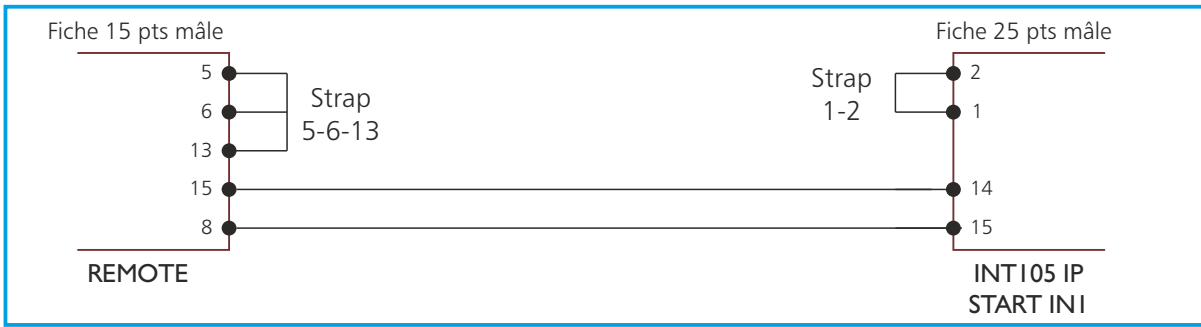 Fiche 15 pts mâle
5
6
13
15
8
Strap
5-6-13
REMOTE
Fiche 25 pts mâle
Strap
1-2
2
1
14
15
INT105 IP
START IN1